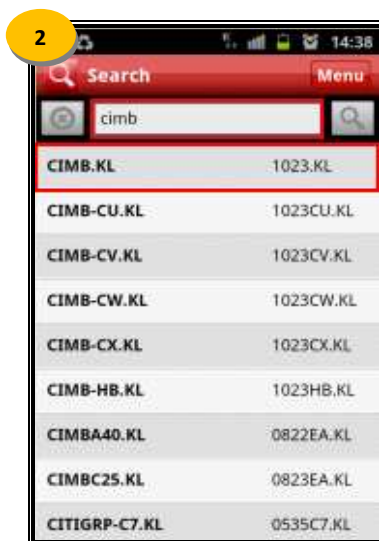 2
14:38
Search Menu
cimb
CIMB.KL 1023.KL
CIMB-CU.KL 1023CU.KL
CIMB-CV.KL 1023CV.KL
CIMB-CW.KL 1023CW.KL
CIMB-CX.KL 1023CX.KL
CIMB-HB.KL 1023HB.KL
CIMBA40.KL 0822EA.KL
CIMBC25.KL 0823EA.KL
CITIGRP-C7.KL 0535C7.KL